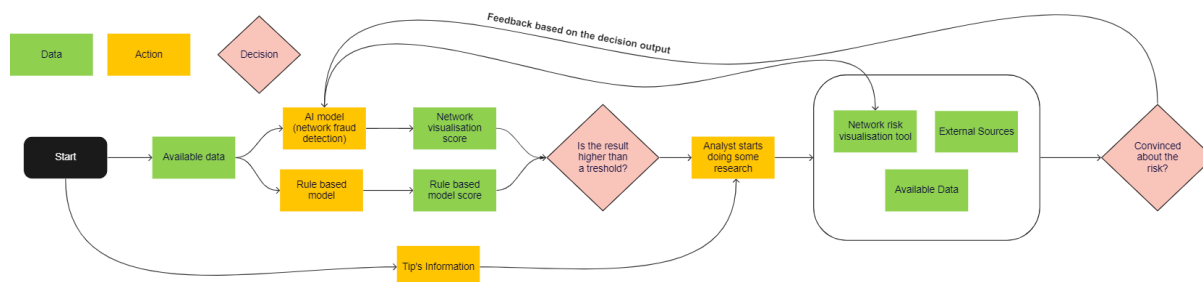 Data
Action
Decision
Feedback based on the decision output
Start
Available data
AI model
(network fraud
detection)
Rule based
model
Network
visualisation
score
Rule based
model score
Is the result
higher than
a treshold?
Analyst starts
doing some
research
Tip's Information
Network risk
visualisation tool
External Sources
Available Data
Convinced
about the
risk?